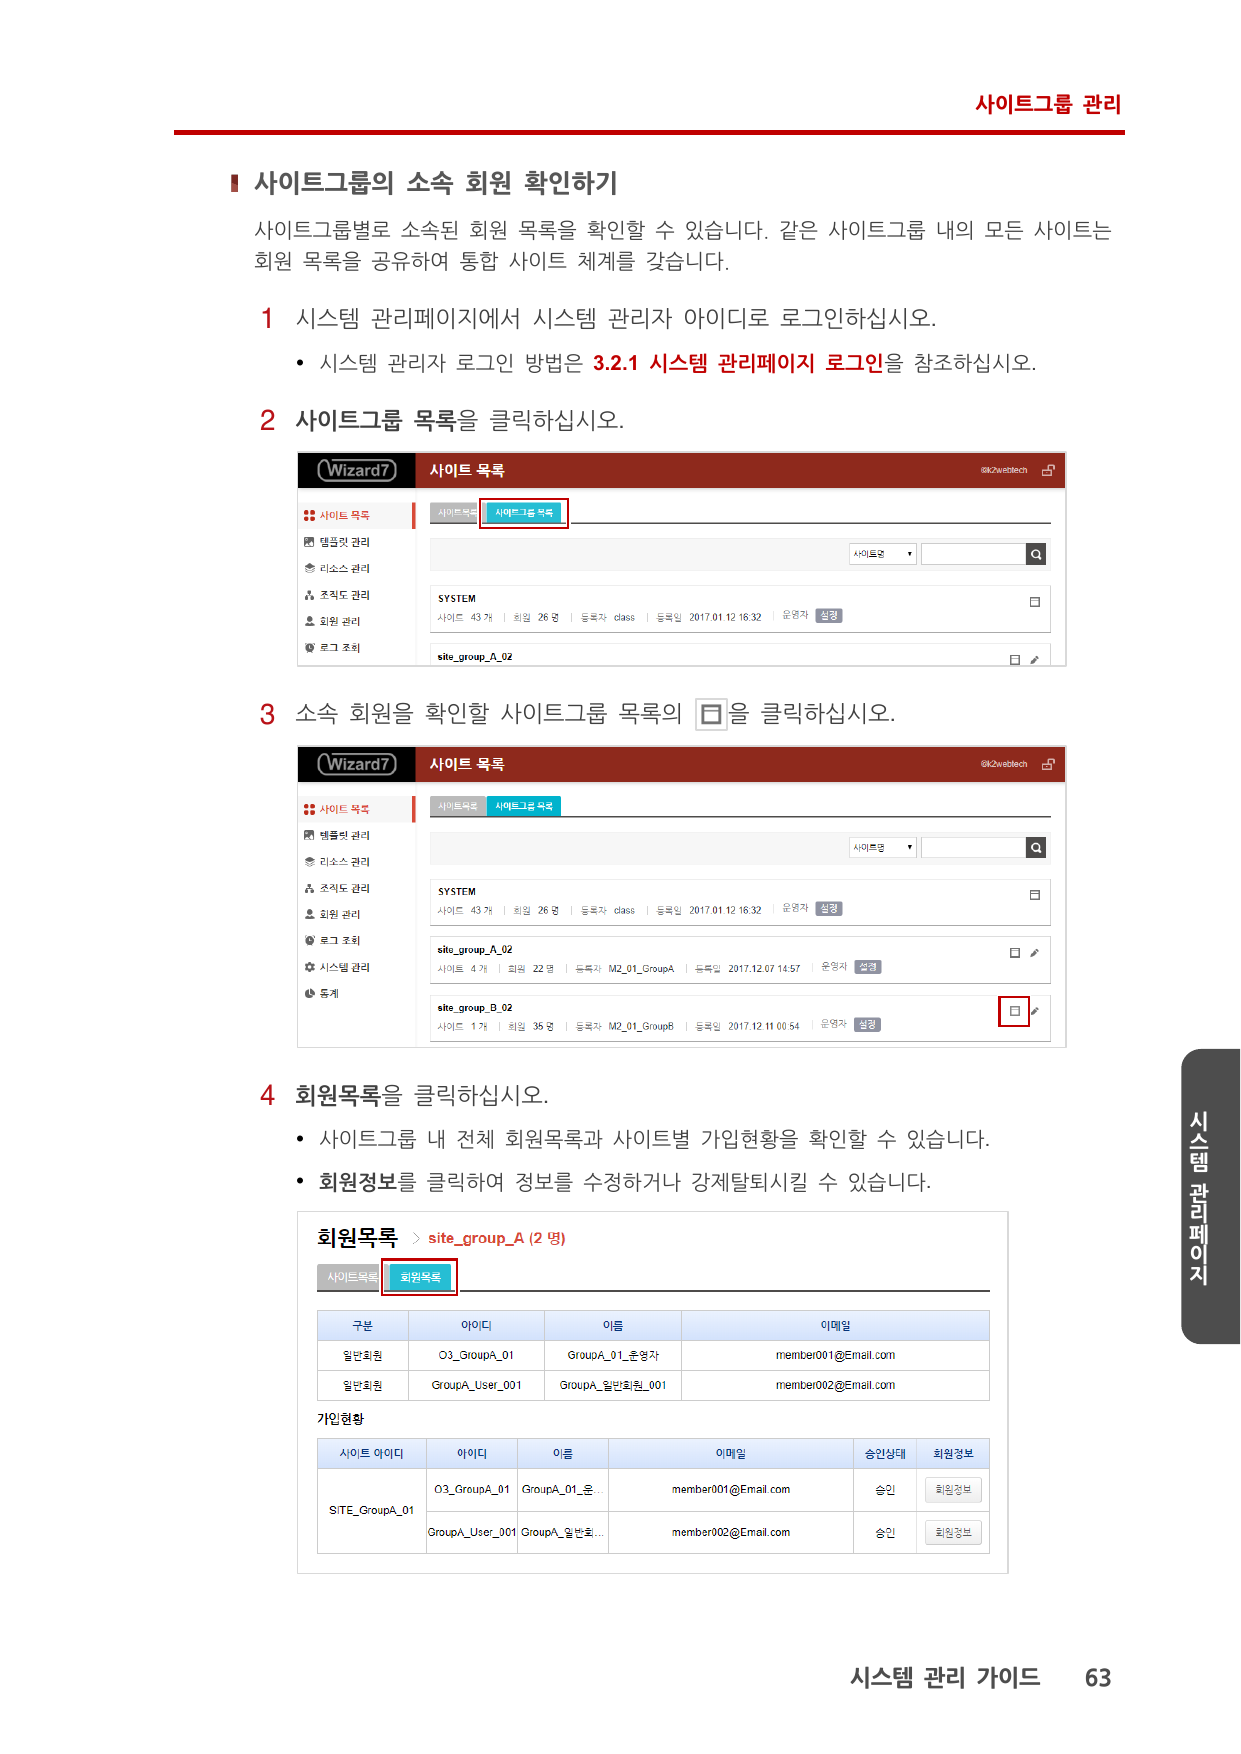 사이트그룹 관리
사이트그룹의 소속 회원 확인하기
사이트그룹별로 소속된 회원 목록을 확인할 수 있습니다. 같은 사이트그룹 내의 모든 사이트는
회원 목록을 공유하여 통합 사이트 체계를 갖습니다.
1 시스템 관리페이지에서 시스템 관리자 아이디로 로그인하십시오.
• 시스템 관리자 로그인 방법은 3.2.1 시스템 관리페이지 로그인을 참조하십시오.
2 사이트그룹 목록을 클릭하십시오.
Wizard7 사이트 목록 @k2webtech
사이트 목록 사이트목록 사이트그룹 목록
템플릿 관리 사이트명
리소스 관리
조직도 관리 SYSTEM
회원 관리 사이트 43 개 회원 26 명 등록자 class 등록일 2017.01.12 16:32 운영자 설정
로그 조회
site_group_A_02
3 소속 회원을 확인할 사이트그룹 목록의 을 클릭하십시오.
Wizard7 사이트 목록 @k2webtech
사이트 목록 사이트목록 사이트그룹 목록
템플릿 관리 사이트명
리소스 관리
조직도 관리 SYSTEM
회원 관리 사이트 43 개 회원 26 명 등록자 class 등록일 2017.01.12 16:32 운영자 설정
로그 조회 site_group_A_02
시스템 관리 사이트 4 개 회원 22 명 등록자 M2_01_GroupA 등록일 2017.12.07 14:57 운영자 설정
통계 site_group_B_02
사이트 1 개 회원 35 명 등록자 M2_01_GroupB 등록일 2017.12.11 00:54 운영자 설정
4 회원목록을 클릭하십시오.
• 사이트그룹 내 전체 회원목록과 사이트별 가입현황을 확인할 수 있습니다.
• 회원정보를 클릭하여 정보를 수정하거나 강제탈퇴시킬 수 있습니다.
회원목록 > site_group_A (2 명)
사이트목록 회원목록
구분 아이디 이름 이메일
일반회원 O3_GroupA_01 GroupA_01_운영자 member001@Email.com
일반회원 GroupA_User_001 GroupA_일반회원_001 member002@Email.com
가입현황
사이트 아이디 아이디 이름 이메일 승인상태 회원정보
SITE_GroupA_01 O3_GroupA_01 GroupA_01_운... member001@Email.com 승인 회원정보
GroupA_User_001 GroupA_일반회... member002@Email.com 승인 회원정보
시스템 관리페이지
시스템 관리 가이드 63